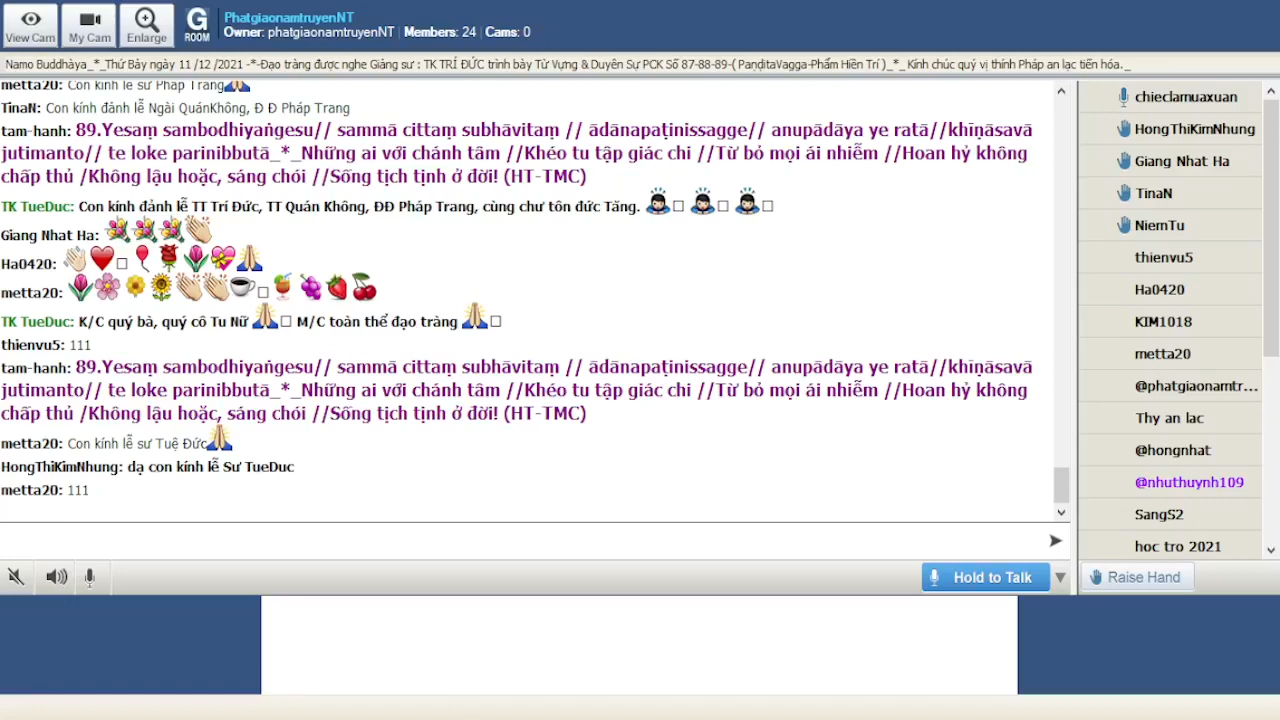 View Cam
My Cam
Enlarge
G ROOM
PhatgiaonamtruyenNT
Owner: phatgiaonamtruyenNT | Members: 24 | Cams: 0
Namo Buddhàya_*_Thứ Bảy ngày 11 /12 /2021 -*-Đạo tràng được nghe Giảng sư : TK TRÍ ĐỨC trình bày Từ Vựng & Duyên Sự PCK Số 87-88-89-( PaṇḍitaVagga-Phẩm Hiền Trí )_*_ Kính chúc quý vị thính Pháp an lạc tiến hóa._
metta20: Con kính lễ sư Pháp Trang
TinaN: Con kính đảnh lễ Ngài QuánKhông, Đ Đ Pháp Trang
tam-hanh: 89.Yesaṃ sambodhiyaṅgesu// sammā cittaṃ subhāvitaṃ // ādānapaṭinissagge// anupādāya ye ratā//khīṇāsavā
jutimanto// te loke parinibbutā_*_Những ai với chánh tâm //Khéo tu tập giác chi //Từ bỏ mọi ái nhiễm //Hoan hỷ không
chấp thủ /Không lậu hoặc, sáng chói //Sống tịch tịnh ở đời! (HT-TMC)
TK TueDuc: Con kính đảnh lễ TT Trí Đức, TT Quán Không, ĐĐ Pháp Trang, cùng chư tôn đức Tăng.
Giang Nhat Ha:
Ha0420:
metta20:
TK TueDuc: K/C quý bà, quý cô Tu Nữ M/C toàn thể đạo tràng
thienvu5: 111
tam-hanh: 89.Yesaṃ sambodhiyaṅgesu// sammā cittaṃ subhāvitaṃ // ādānapaṭinissagge// anupādāya ye ratā//khīṇāsavā
jutimanto// te loke parinibbutā_*_Những ai với chánh tâm //Khéo tu tập giác chi //Từ bỏ mọi ái nhiễm //Hoan hỷ không
chấp thủ /Không lậu hoặc, sáng chói //Sống tịch tịnh ở đời! (HT-TMC)
metta20: Con kính lễ sư Tuệ Đức
HongThiKimNhung: dạ con kính lễ Sư TueDuc
metta20: 111
Hold to Talk
chieclamuaxuan
HongThiKimNhung
Giang Nhat Ha
TinaN
NiemTu
thienvu5
Ha0420
KIM1018
metta20
@phatgiaonamtr...
Thy an lac
@hongnhat
@nhuthuynh109
SangS2
hoc tro 2021
Raise Hand